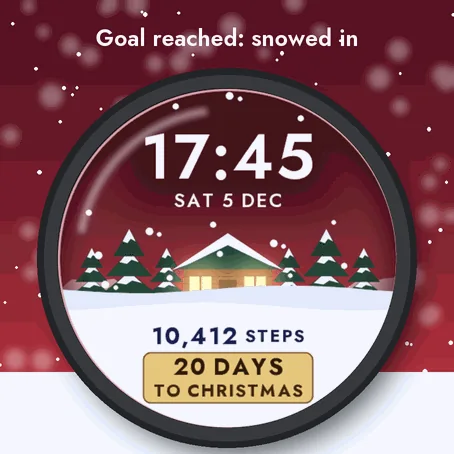 Goal reached: snowed in
17:45
SAT 5 DEC
10,412 STEPS
20 DAYS
TO CHRISTMAS